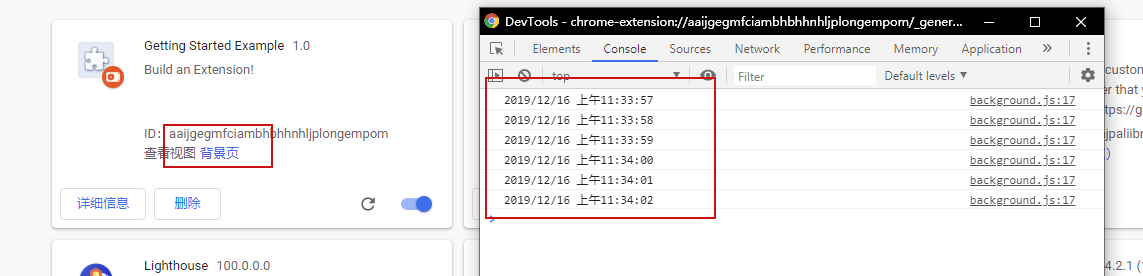 Getting Started Example 1.0
Build an Extension!
ID: aaijgegmfciambhbhhnhljplongempom
查看视图 背景页
详细信息 删除
Lighthouse 100.0.0.0
DevTools - chrome-extension://aaijgegmfciambhbhhnhljplongempom/_gener...
Elements Console Sources Network Performance Memory Application »
top Filter Default levels ▼
2019/12/16 上午11:33:57 background.js:17
2019/12/16 上午11:33:58 background.js:17
2019/12/16 上午11:33:59 background.js:17
2019/12/16 上午11:34:00 background.js:17
2019/12/16 上午11:34:01 background.js:17
2019/12/16 上午11:34:02 background.js:17
custom
er that y
ttps://g
jpaliibr
.4.2.1 (